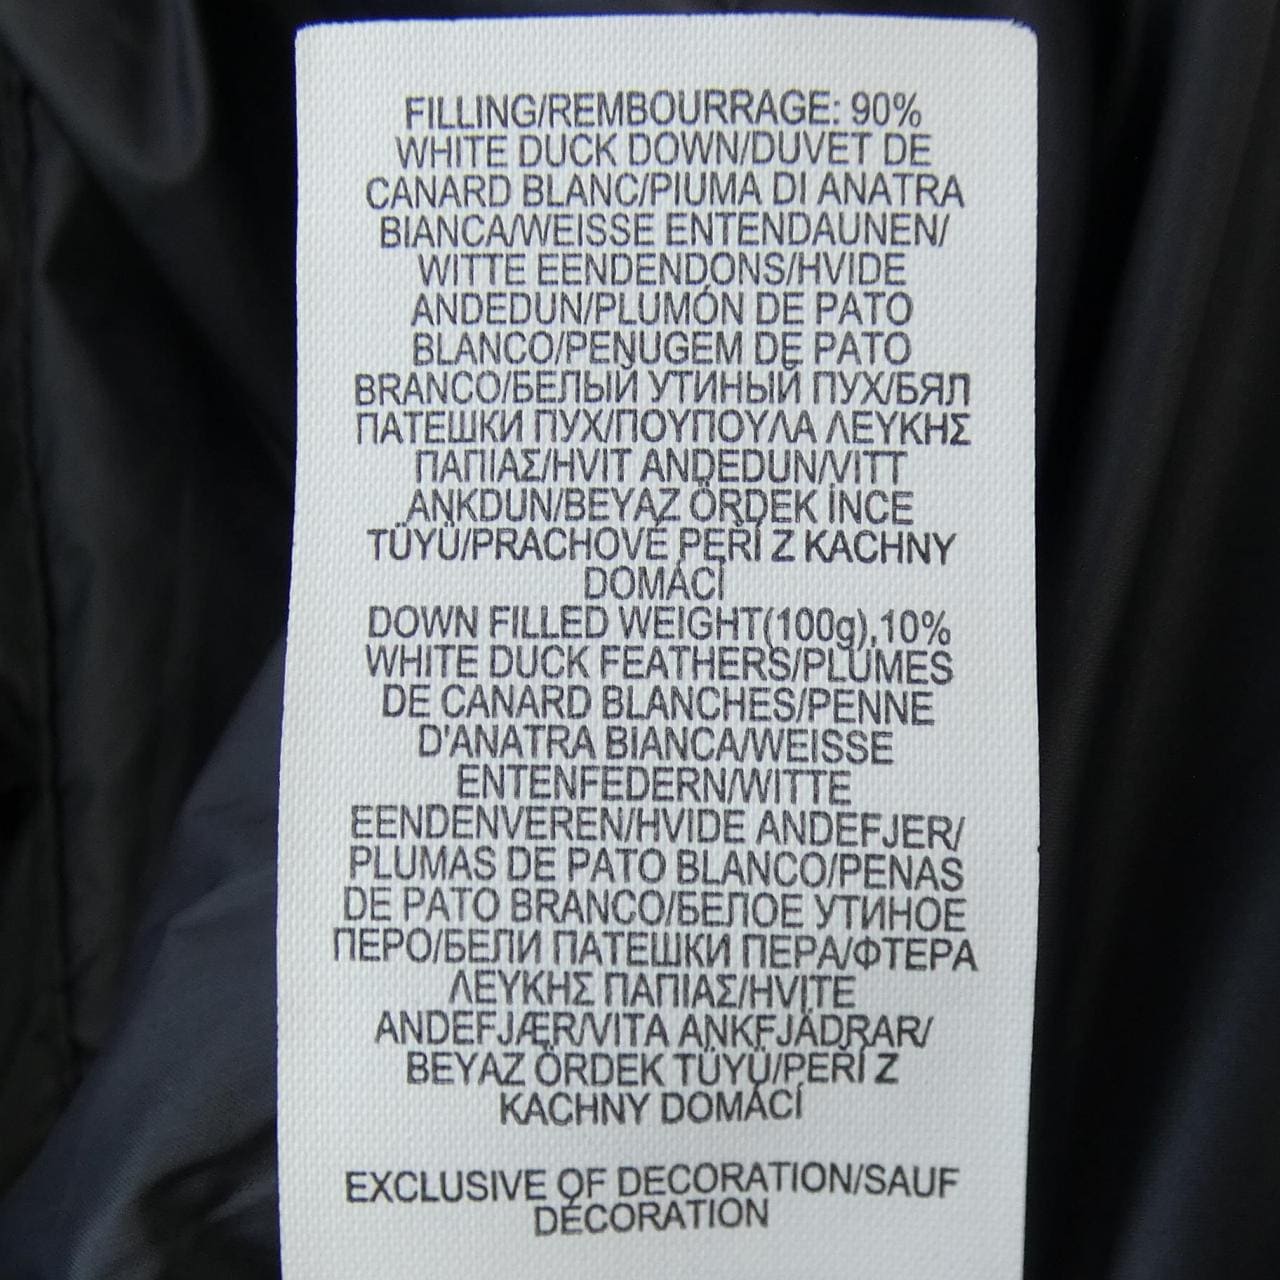 FILLING/REMBOURRAGE: 90%
WHITE DUCK DOWN/DUVET DE
CANARD BLANC/PIUMA DI ANATRA
BIANCA/WEISSE ENTENDAUNEN/
WITTE EENDENDONS/HVIDE
ANDEDUN/PLUMÓN DE PATO
BLANCO/PENUGEM DE PATO
BRANCO/БЕЛЫЙ УТИНЫЙ ПУХ/БЯЛ
ПАТЕШКИ ПУХ/ΠΟΥΠΟΥΛΑ ΛΕΥΚΗΣ
ΠΑΠΙΑΣ/HVIT ANDEDUN/VITT
ANKDUN/BEYAZ ÖRDEK İNCE
TÜYÜ/PRACHOVÉ PEŘÍ Z KACHNY
DOMÁCÍ
DOWN FILLED WEIGHT(100g),10%
WHITE DUCK FEATHERS/PLUMES
DE CANARD BLANCHES/PENNE
D'ANATRA BIANCA/WEISSE
ENTENFEDERN/WITTE
EENDENVEREN/HVIDE ANDEFJER/
PLUMAS DE PATO BLANCO/PENAS
DE PATO BRANCO/БЕЛОЕ УТИНОЕ
ПЕРО/БЕЛИ ПАТЕШКИ ПЕРА/ΦΤΕΡΑ
ΛΕΥΚΗΣ ΠΑΠΙΑΣ/HVITE
ANDEFJÆR/VITA ANKFJÄDRAR/
BEYAZ ÖRDEK TÜYÜ/PEŘÍ Z
KACHNY DOMÁCÍ
EXCLUSIVE OF DECORATION/SAUF
DÉCORATION